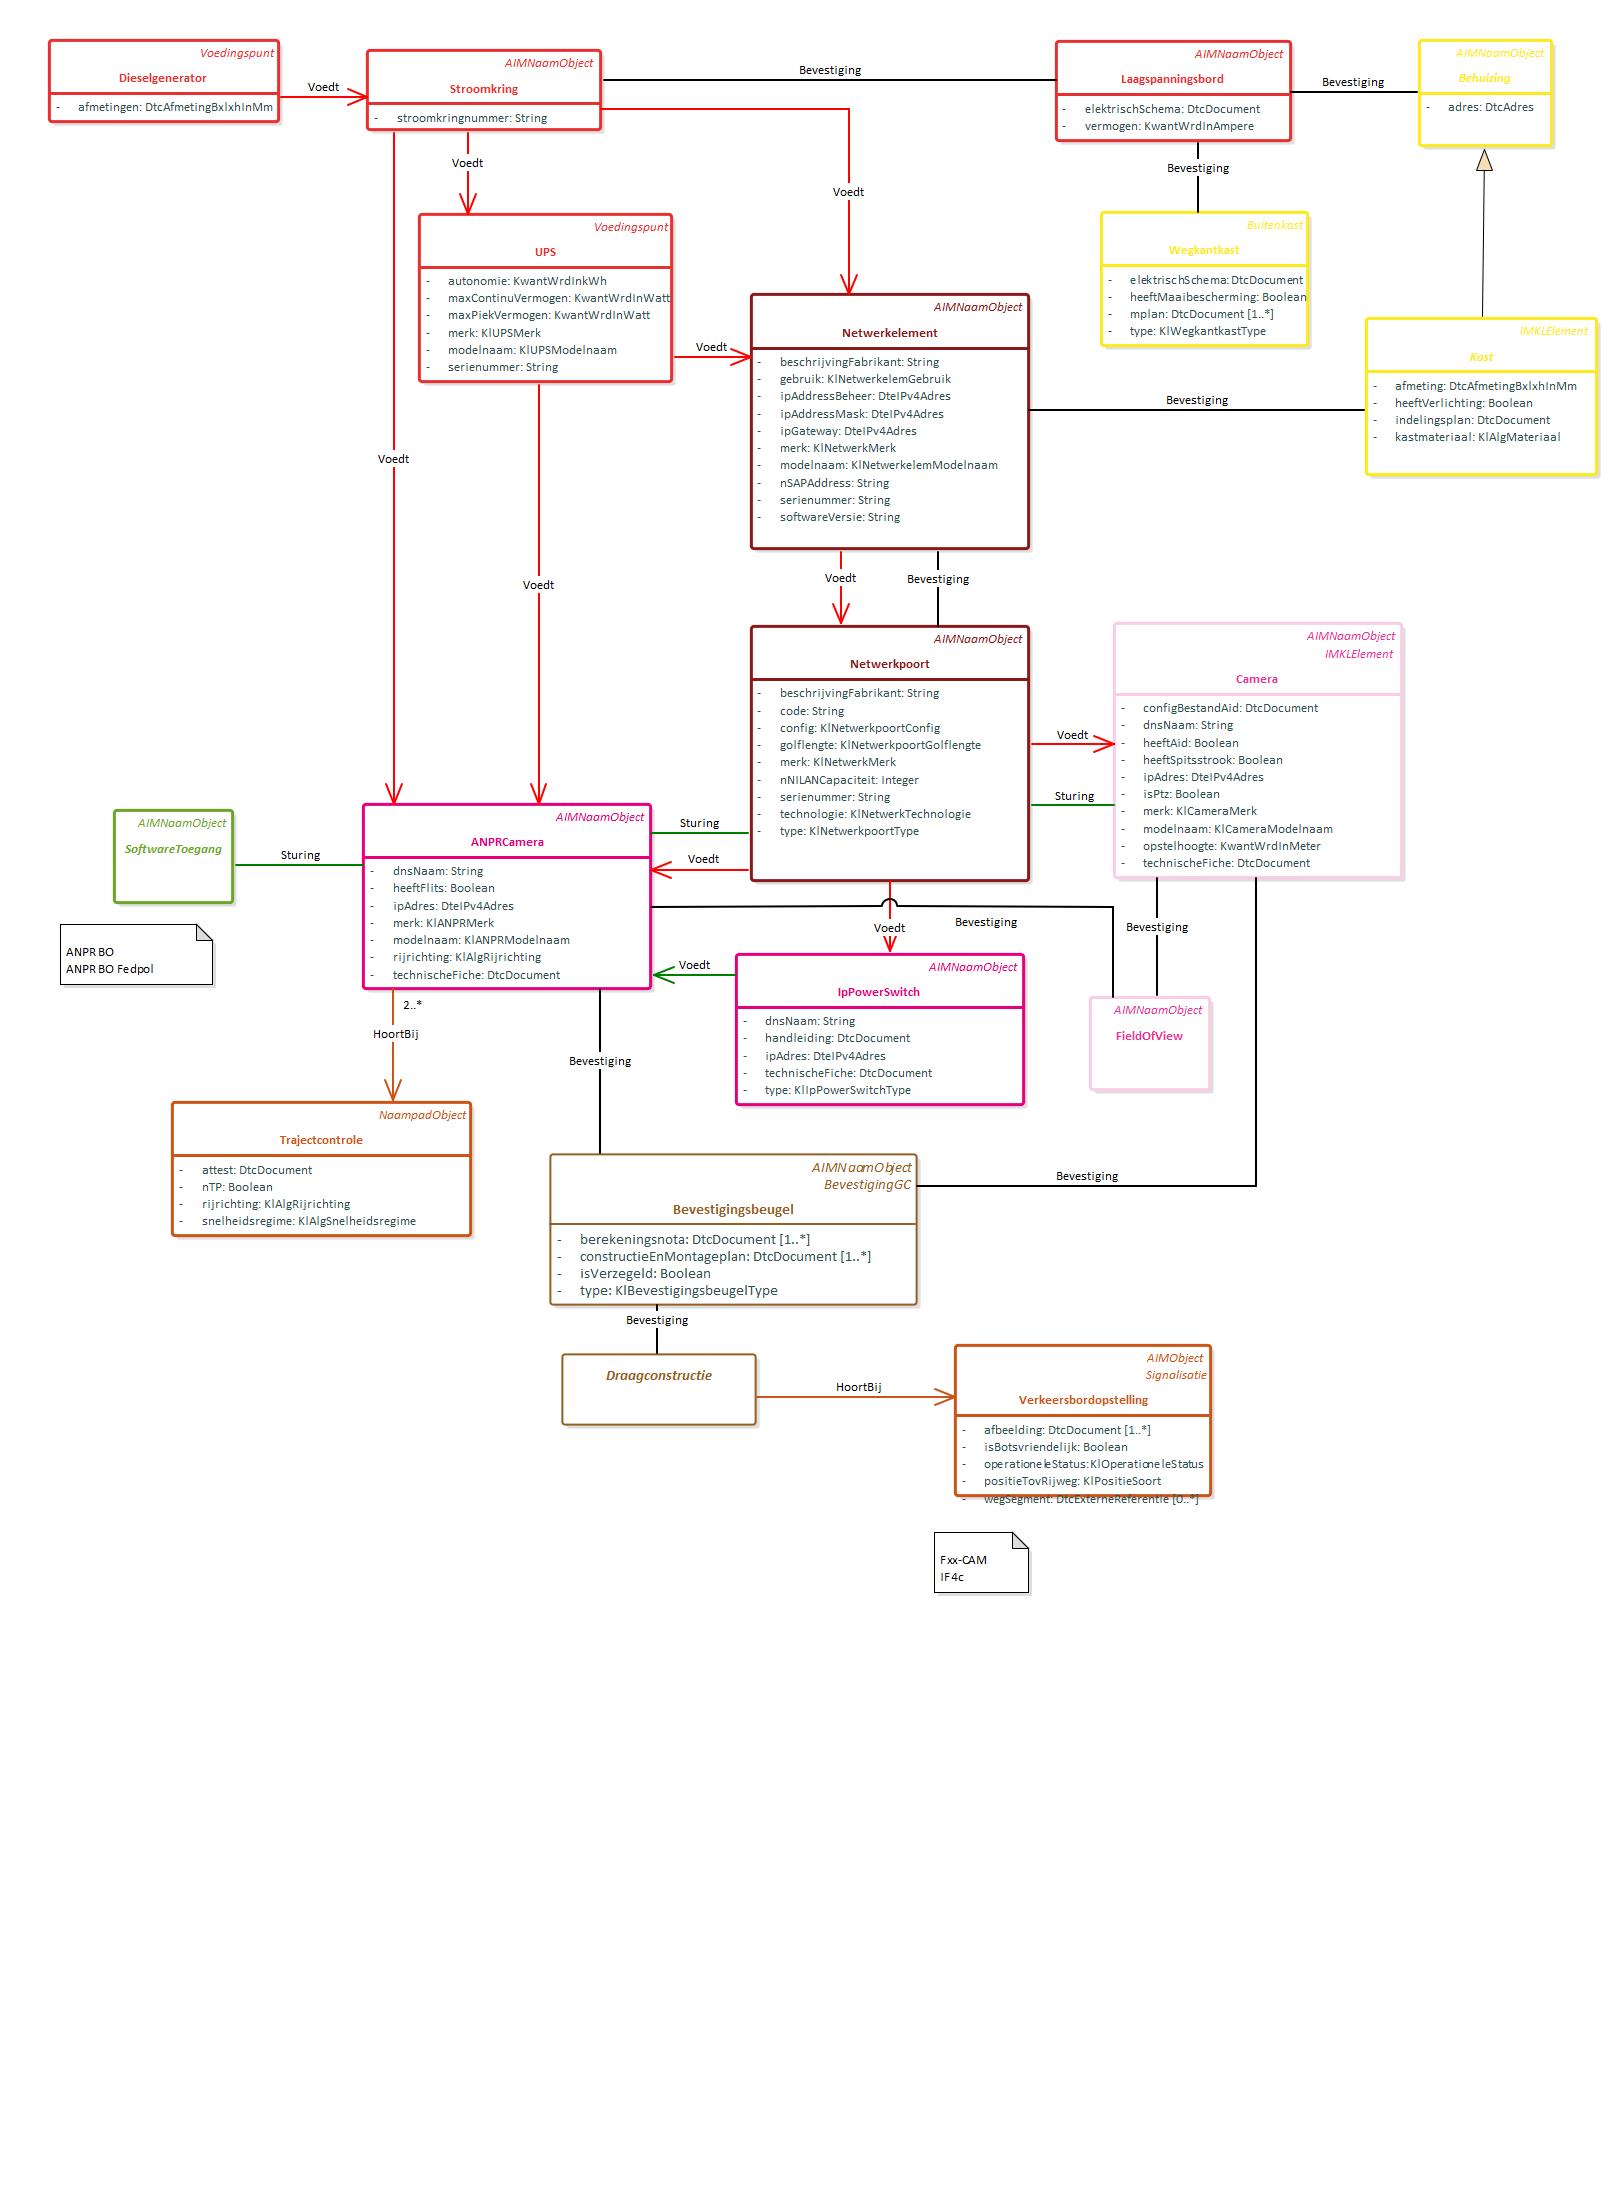 Voedingspunt
Dieselgenerator
- afmetingen: DtcAfmetingBxlxhInMm
Voedt
AIMNaamObject
Stroomkring
- stroomkringnummer: String
Bevestiging
AIMNaamObject
Laagspanningsbord
- elektrischSchema: DtcDocument
- vermogen: KwantWrdInAmpere
Bevestiging
AIMNaamObject
Behuizing
- adres: DtcAdres
Voedt
Voedt
Bevestiging
Voedingspunt
UPS
- autonomie: KwantWrdInkWh
- maxContinuVermogen: KwantWrdInWatt
- maxPiekVermogen: KwantWrdInWatt
- merk: KlUPSMerk
- modelnaam: KlUPSModelnaam
- serienummer: String
Buitenkast
Wegkantkast
- elektrischSchema: DtcDocument
- heeftMaaibescherming: Boolean
- mplan: DtcDocument [1..*]
- type: KlWegkantkastType
Voedt
AIMNaamObject
Netwerkelement
- beschrijvingFabrikant: String
- gebruik: KlNetwerkelemGebruik
- ipAddressBeheer: DteIPv4Adres
- ipAddressMask: DteIPv4Adres
- ipGateway: DteIPv4Adres
- merk: KlNetwerkMerk
- modelnaam: KlNetwerkelemModelnaam
- nSAPAddress: String
- serienummer: String
- softwareVersie: String
Bevestiging
IMKLElement
Kast
- afmeting: DtcAfmetingBxlxhInMm
- heeftVerlichting: Boolean
- indelingsplan: DtcDocument
- kastmateriaal: KlAlgMateriaal
Voedt
Voedt
Voedt
Bevestiging
AIMNaamObject
Netwerkpoort
- beschrijvingFabrikant: String
- code: String
- config: KlNetwerkpoortConfig
- golflengte: KlNetwerkpoortGolflengte
- merk: KlNetwerkMerk
- nNILANCapaciteit: Integer
- serienummer: String
- technologie: KlNetwerkTechnologie
- type: KlNetwerkpoortType
Voedt
Sturing
AIMNaamObject
IMKLElement
Camera
- configBestandAid: DtcDocument
- dnsNaam: String
- heeftAid: Boolean
- heeftSpitsstrook: Boolean
- ipAdres: DteIPv4Adres
- isPtz: Boolean
- merk: KlCameraMerk
- modelnaam: KlCameraModelnaam
- opstelhoogte: KwantWrdInMeter
- technischeFiche: DtcDocument
AIMNaamObject
SoftwareToegang
Sturing
AIMNaamObject
ANPRCamera
- dnsNaam: String
- heeftFlits: Boolean
- ipAdres: DteIPv4Adres
- merk: KlANPRMerk
- modelnaam: KlANPRModelnaam
- rijrichting: KlAlgRijrichting
- technischeFiche: DtcDocument
Sturing
Voedt
ANPR BO
ANPR BO Fedpol
Voedt
Bevestiging
Bevestiging
Voedt
AIMNaamObject
IpPowerSwitch
- dnsNaam: String
- handleiding: DtcDocument
- ipAdres: DteIPv4Adres
- technischeFiche: DtcDocument
- type: KlIpPowerSwitchType
AIMNaamObject
FieldOfView
2..*
HoortBij
Bevestiging
NaampadObject
Trajectcontrole
- attest: DtcDocument
- nTP: Boolean
- rijrichting: KlAlgRijrichting
- snelheidsregime: KlAlgSnelheidsregime
AIMNaamObject
BevestigingGC
Bevestigingsbeugel
- berekeningsnota: DtcDocument [1..*]
- constructieEnMontageplan: DtcDocument [1..*]
- isVerzegeld: Boolean
- type: KlBevestigingsbeugelType
Bevestiging
Bevestiging
Draagconstructie
HoortBij
AIMObject
Signalisatie
Verkeersbordopstelling
- afbeelding: DtcDocument [1..*]
- isBotsvriendelijk: Boolean
- operationeleStatus: KlOperationeleStatus
- positieTovRijweg: KlPositieSoort
- wegSegment: DtcExterneReferentie [0..*]
Fxx-CAM
IF4c